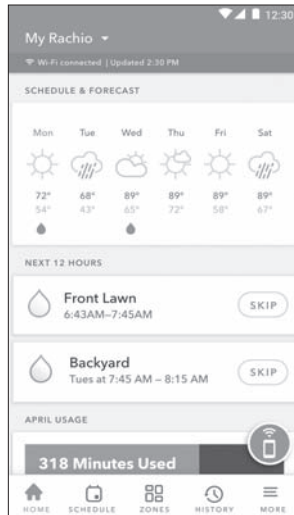 12:30
My Rachio
Wi-Fi connected | Updated 2:30 PM
SCHEDULE & FORECAST
Mon Tue Wed Thu Fri Sat
72° 68° 89° 89° 89° 89°
54° 43° 65° 72° 58° 67°
NEXT 12 HOURS
Front Lawn
6:43AM–7:45AM
SKIP
Backyard
Tues at 7:45 AM – 8:15 AM
SKIP
APRIL USAGE
318 Minutes Used
HOME SCHEDULE ZONES HISTORY MORE